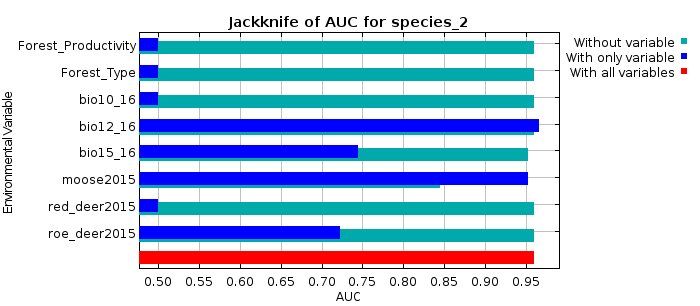 Jackknife of AUC for species_2
Environmental Variable
Forest_Productivity
Forest_Type
bio10_16
bio12_16
bio15_16
moose2015
red_deer2015
roe_deer2015
0.50 0.55 0.60 0.65 0.70 0.75 0.80 0.85 0.90 0.95
AUC
Without variable
With only variable
With all variables